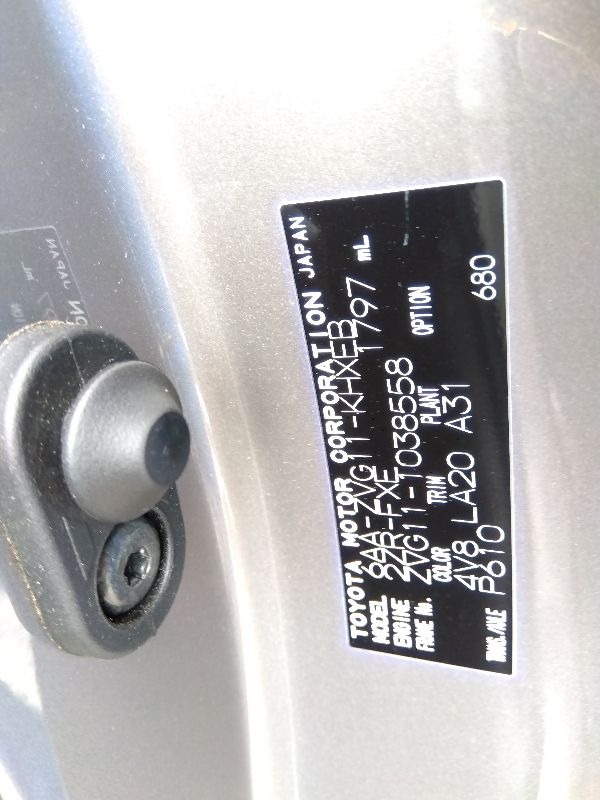 TOYOTA MOTOR CORPORATION JAPAN
MODEL 6AA-ZVG11-KHXEB
ENGINE 2ZR-FXE 1797 mL
FRAME No. ZVG11-1038558
COLOR TRIM PLANT OPTION
4V8 LA20 A31
TRANS./AXLE P610 680